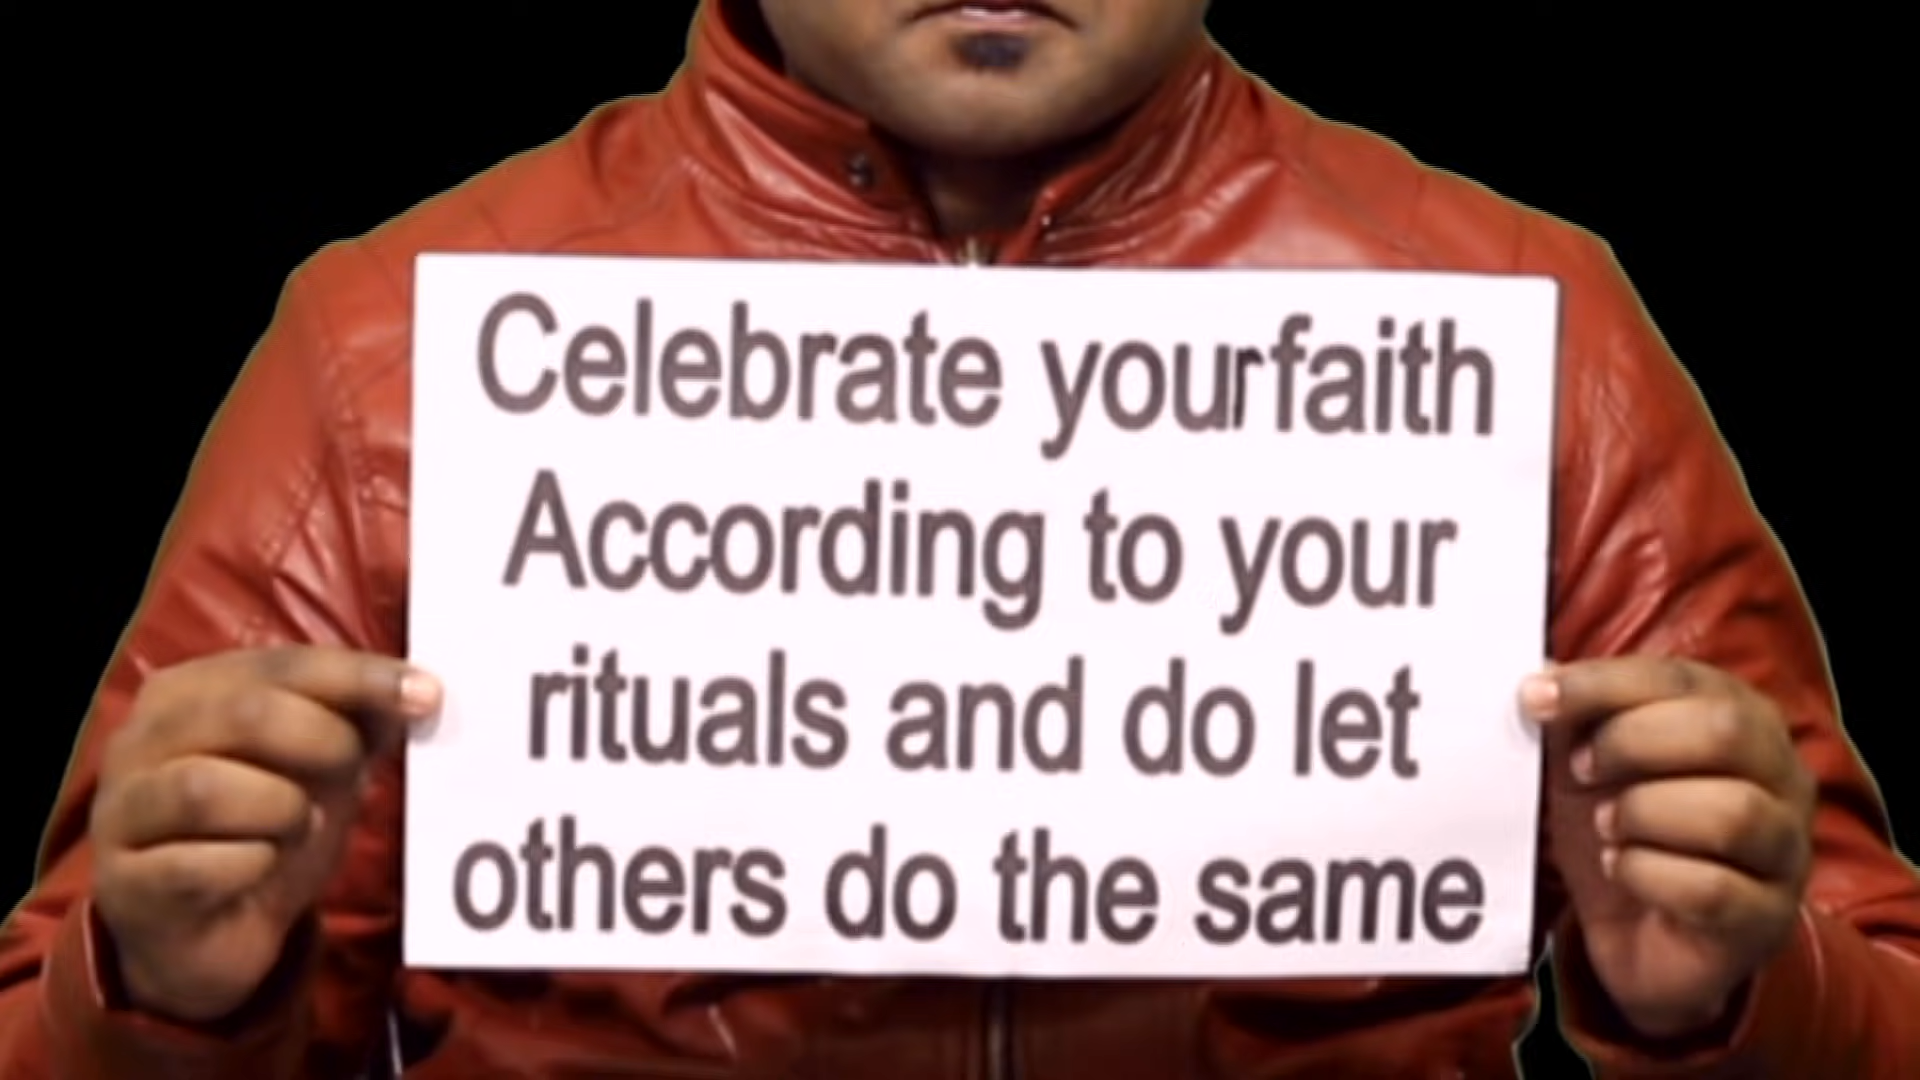 Celebrate yourfaith
According to your
rituals and do let
others do the same